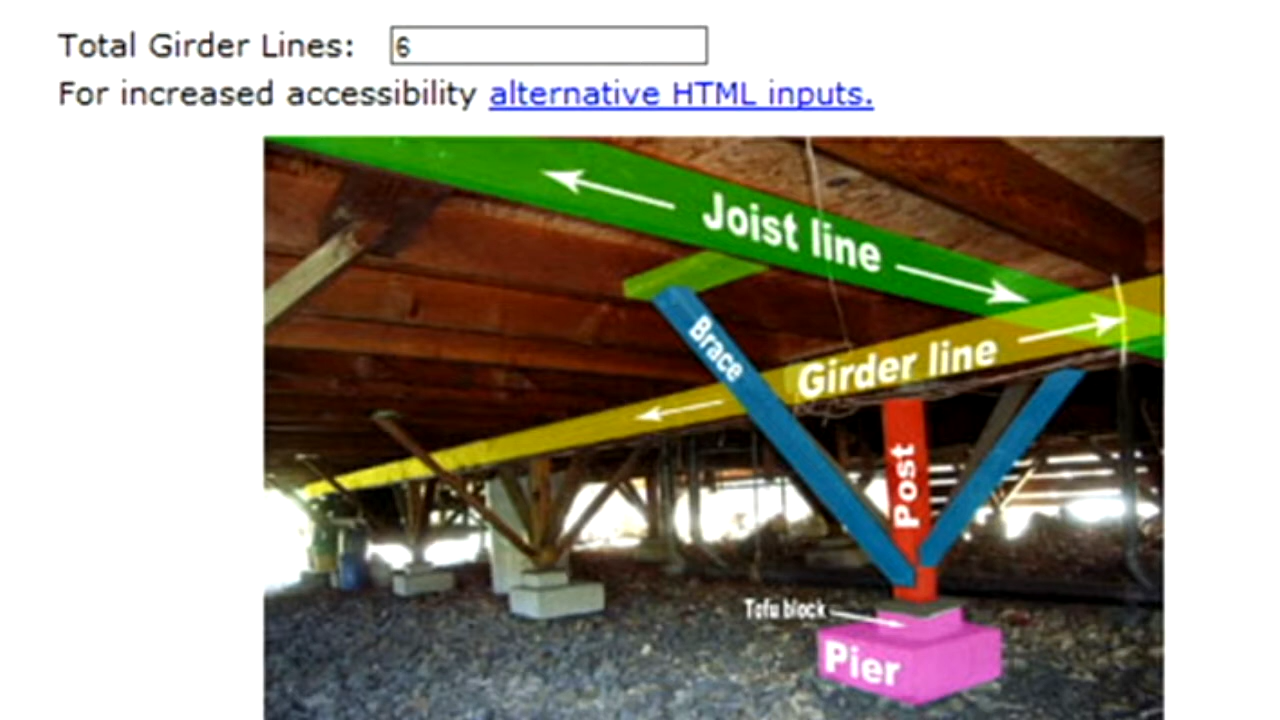 Total Girder Lines: 6
For increased accessibility alternative HTML inputs.
Joist line
Brace
Girder line
Post
Tofu block
Pier